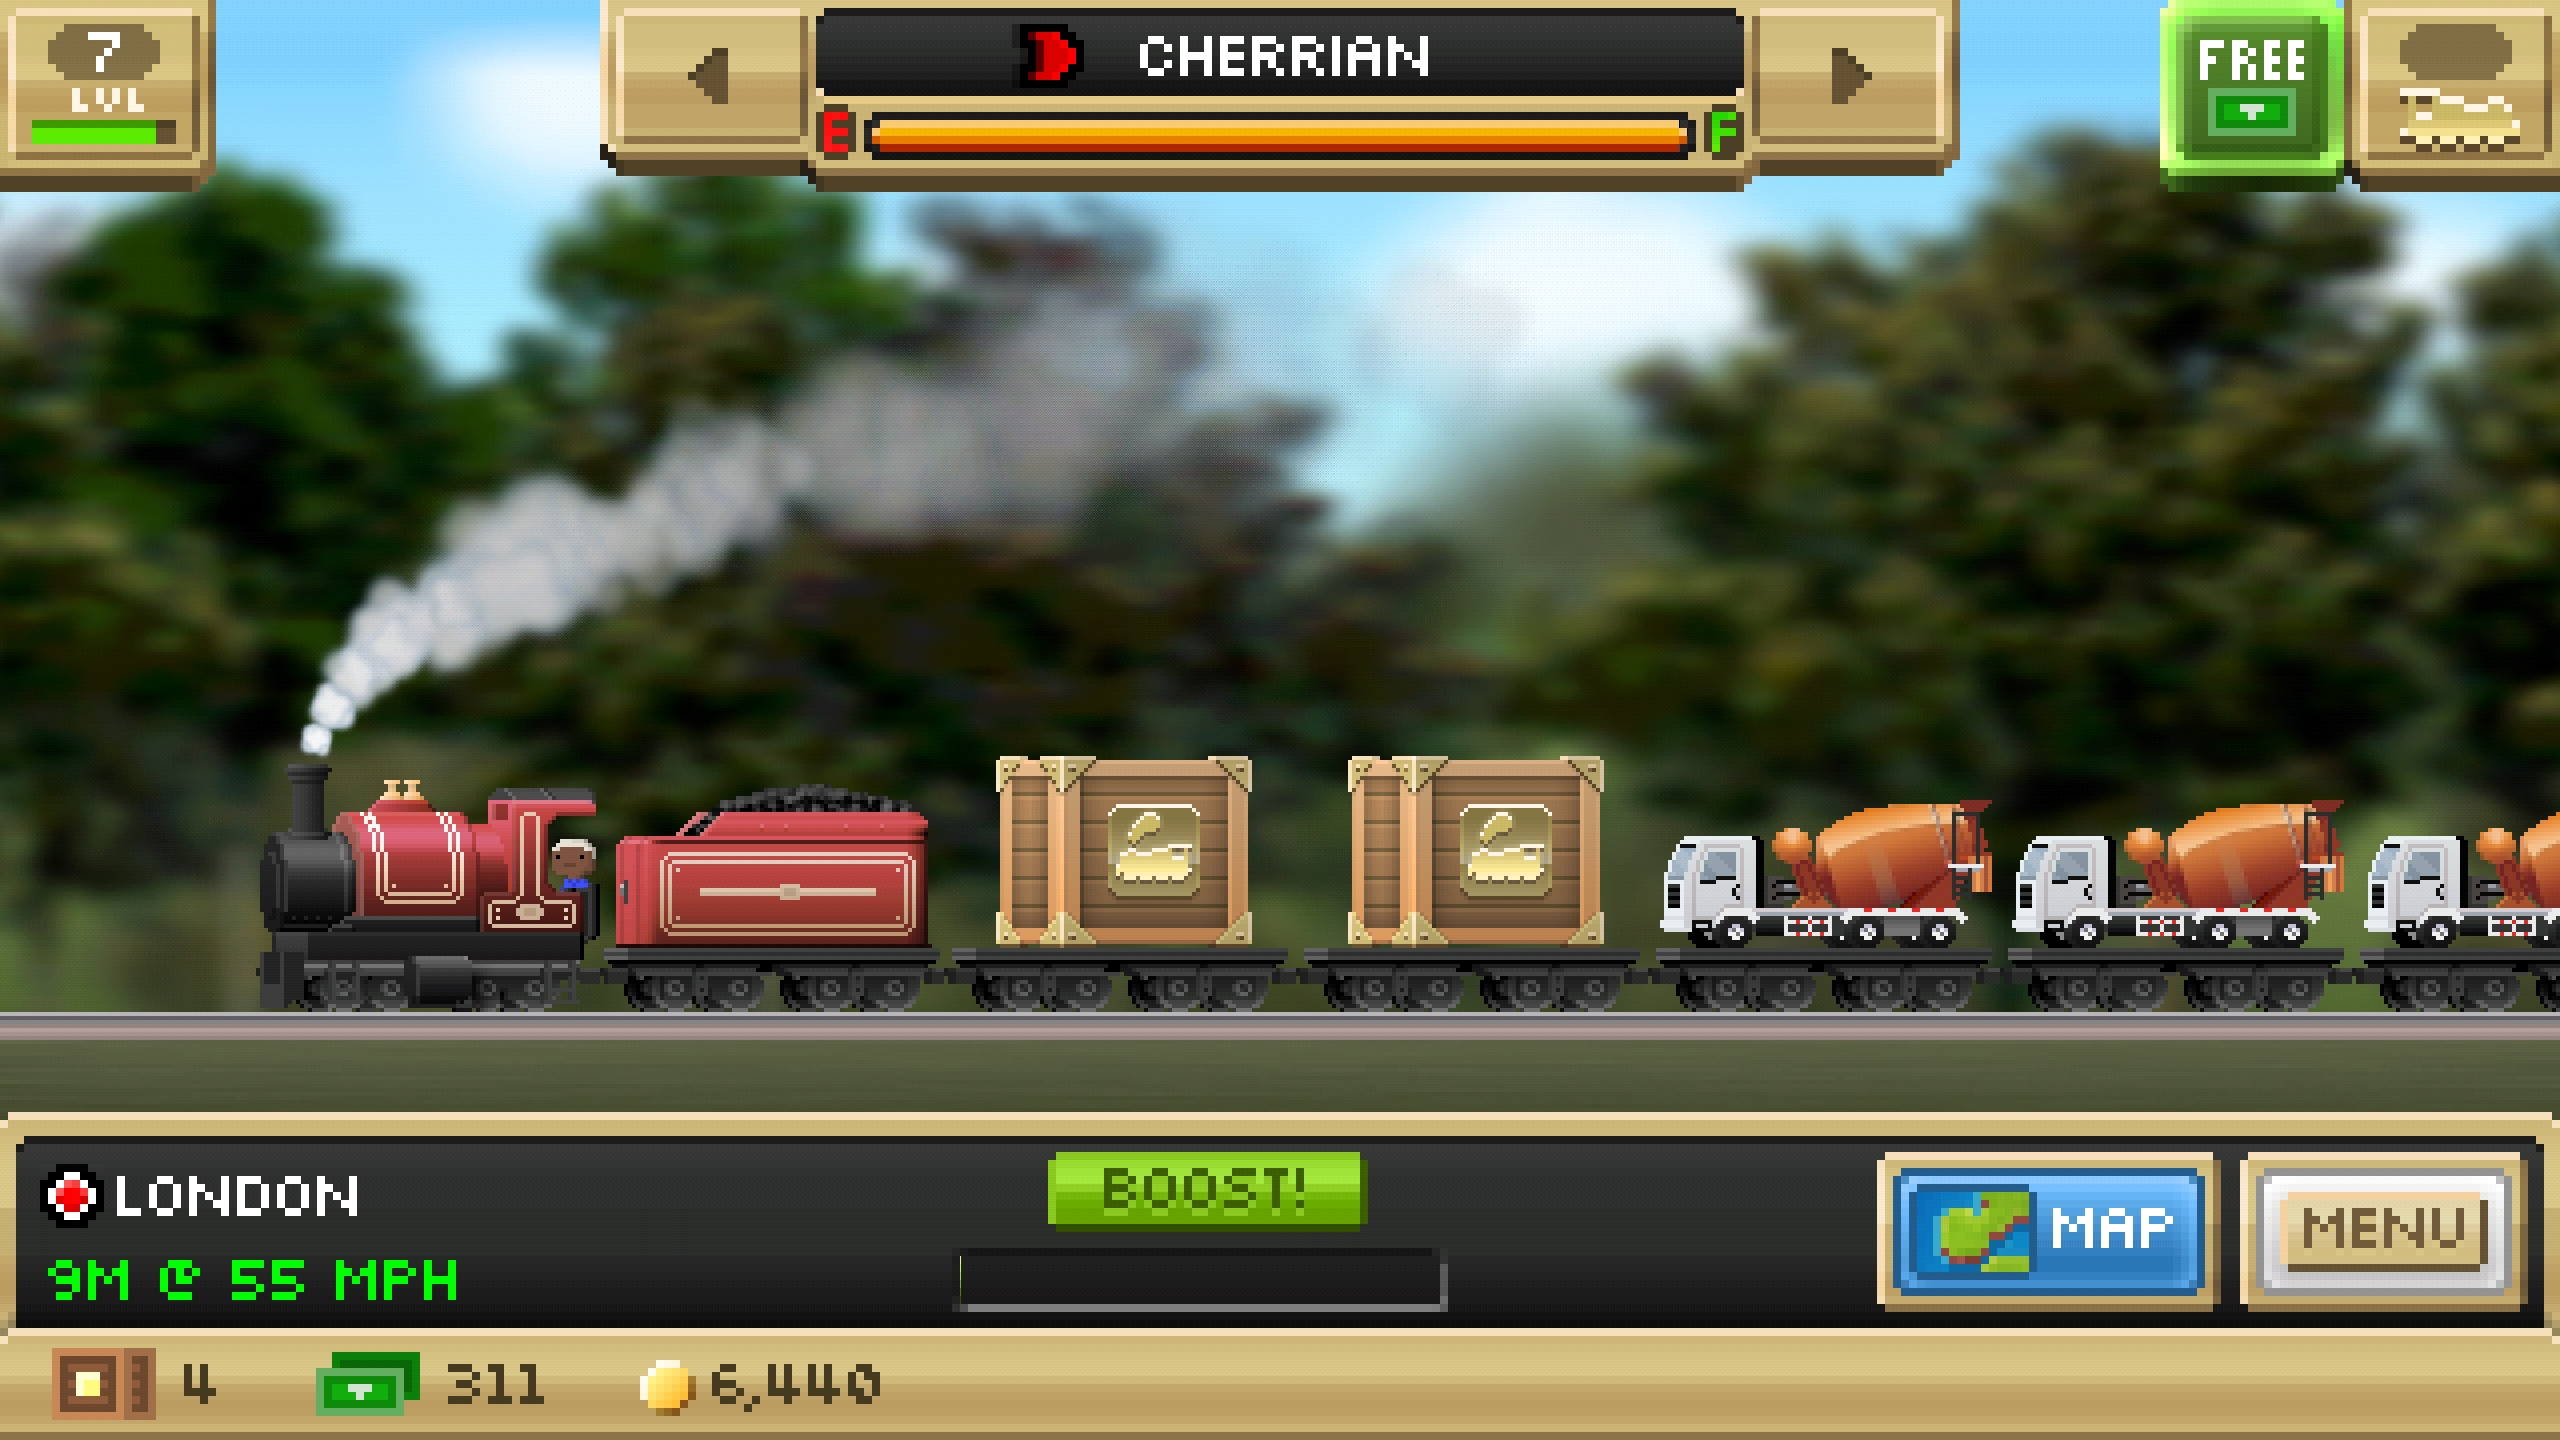 7
LVL
CHERRIAN
E F
FREE
LONDON
9M @ 55 MPH
BOOST!
MAP
MENU
4
311
6,440